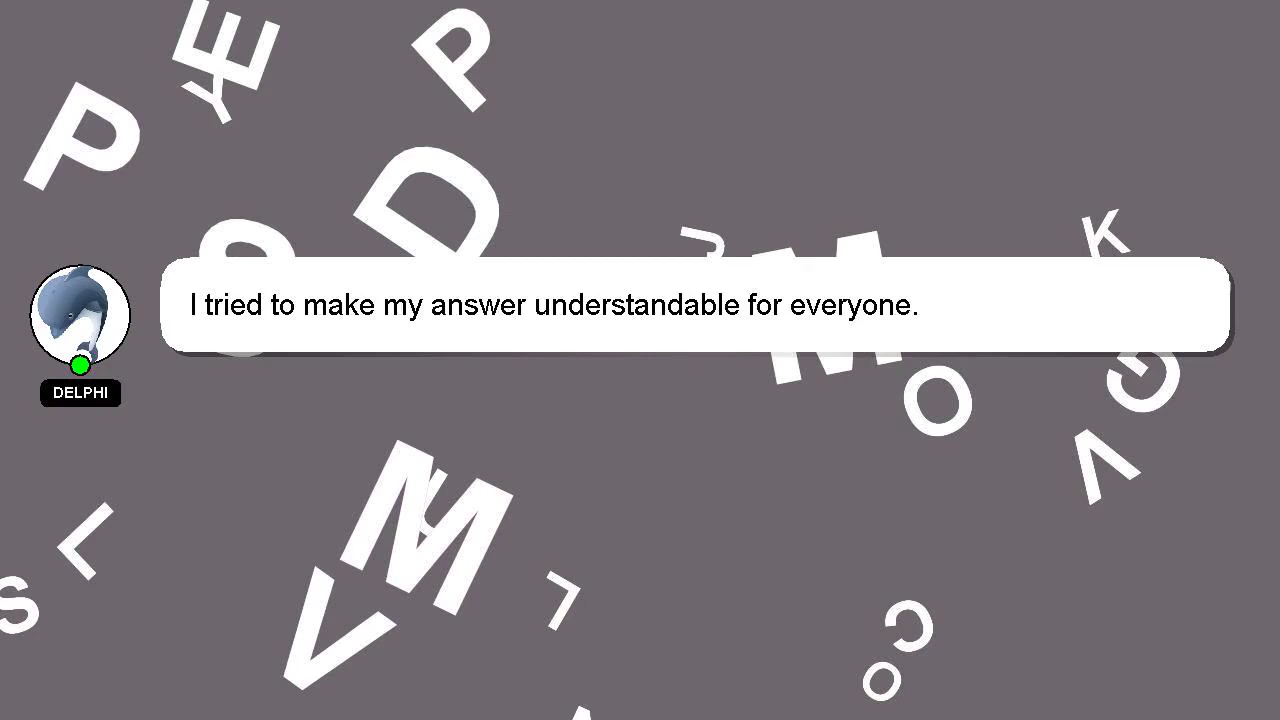 P
E
Y
P
D
J
M
K
I tried to make my answer understandable for everyone.
DELPHI
O
G
V
M
L
V
L
S
C
O